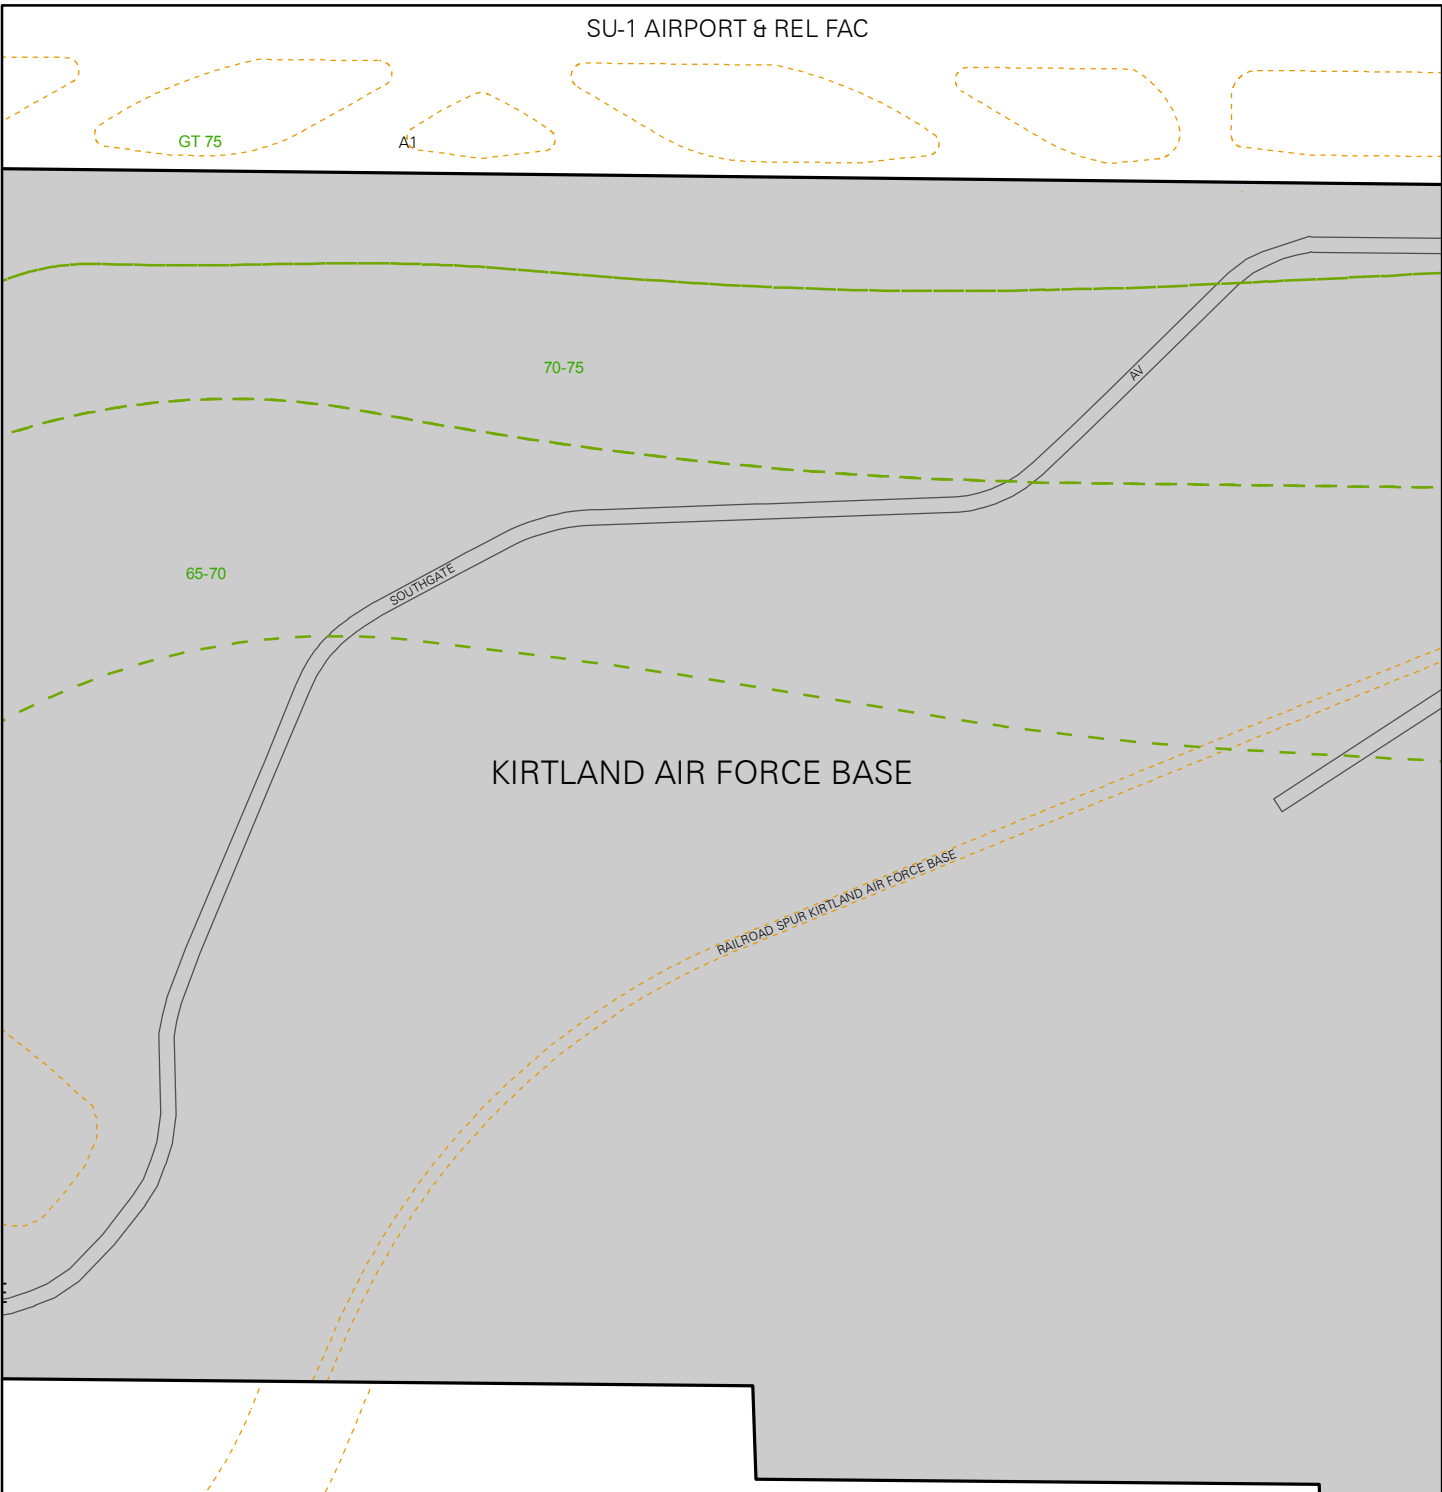 SU-1 AIRPORT & REL FAC
GT 75
A1
70-75
AV
SOUTHGATE
65-70
KIRTLAND AIR FORCE BASE
RAILROAD SPUR KIRTLAND AIR FORCE BASE